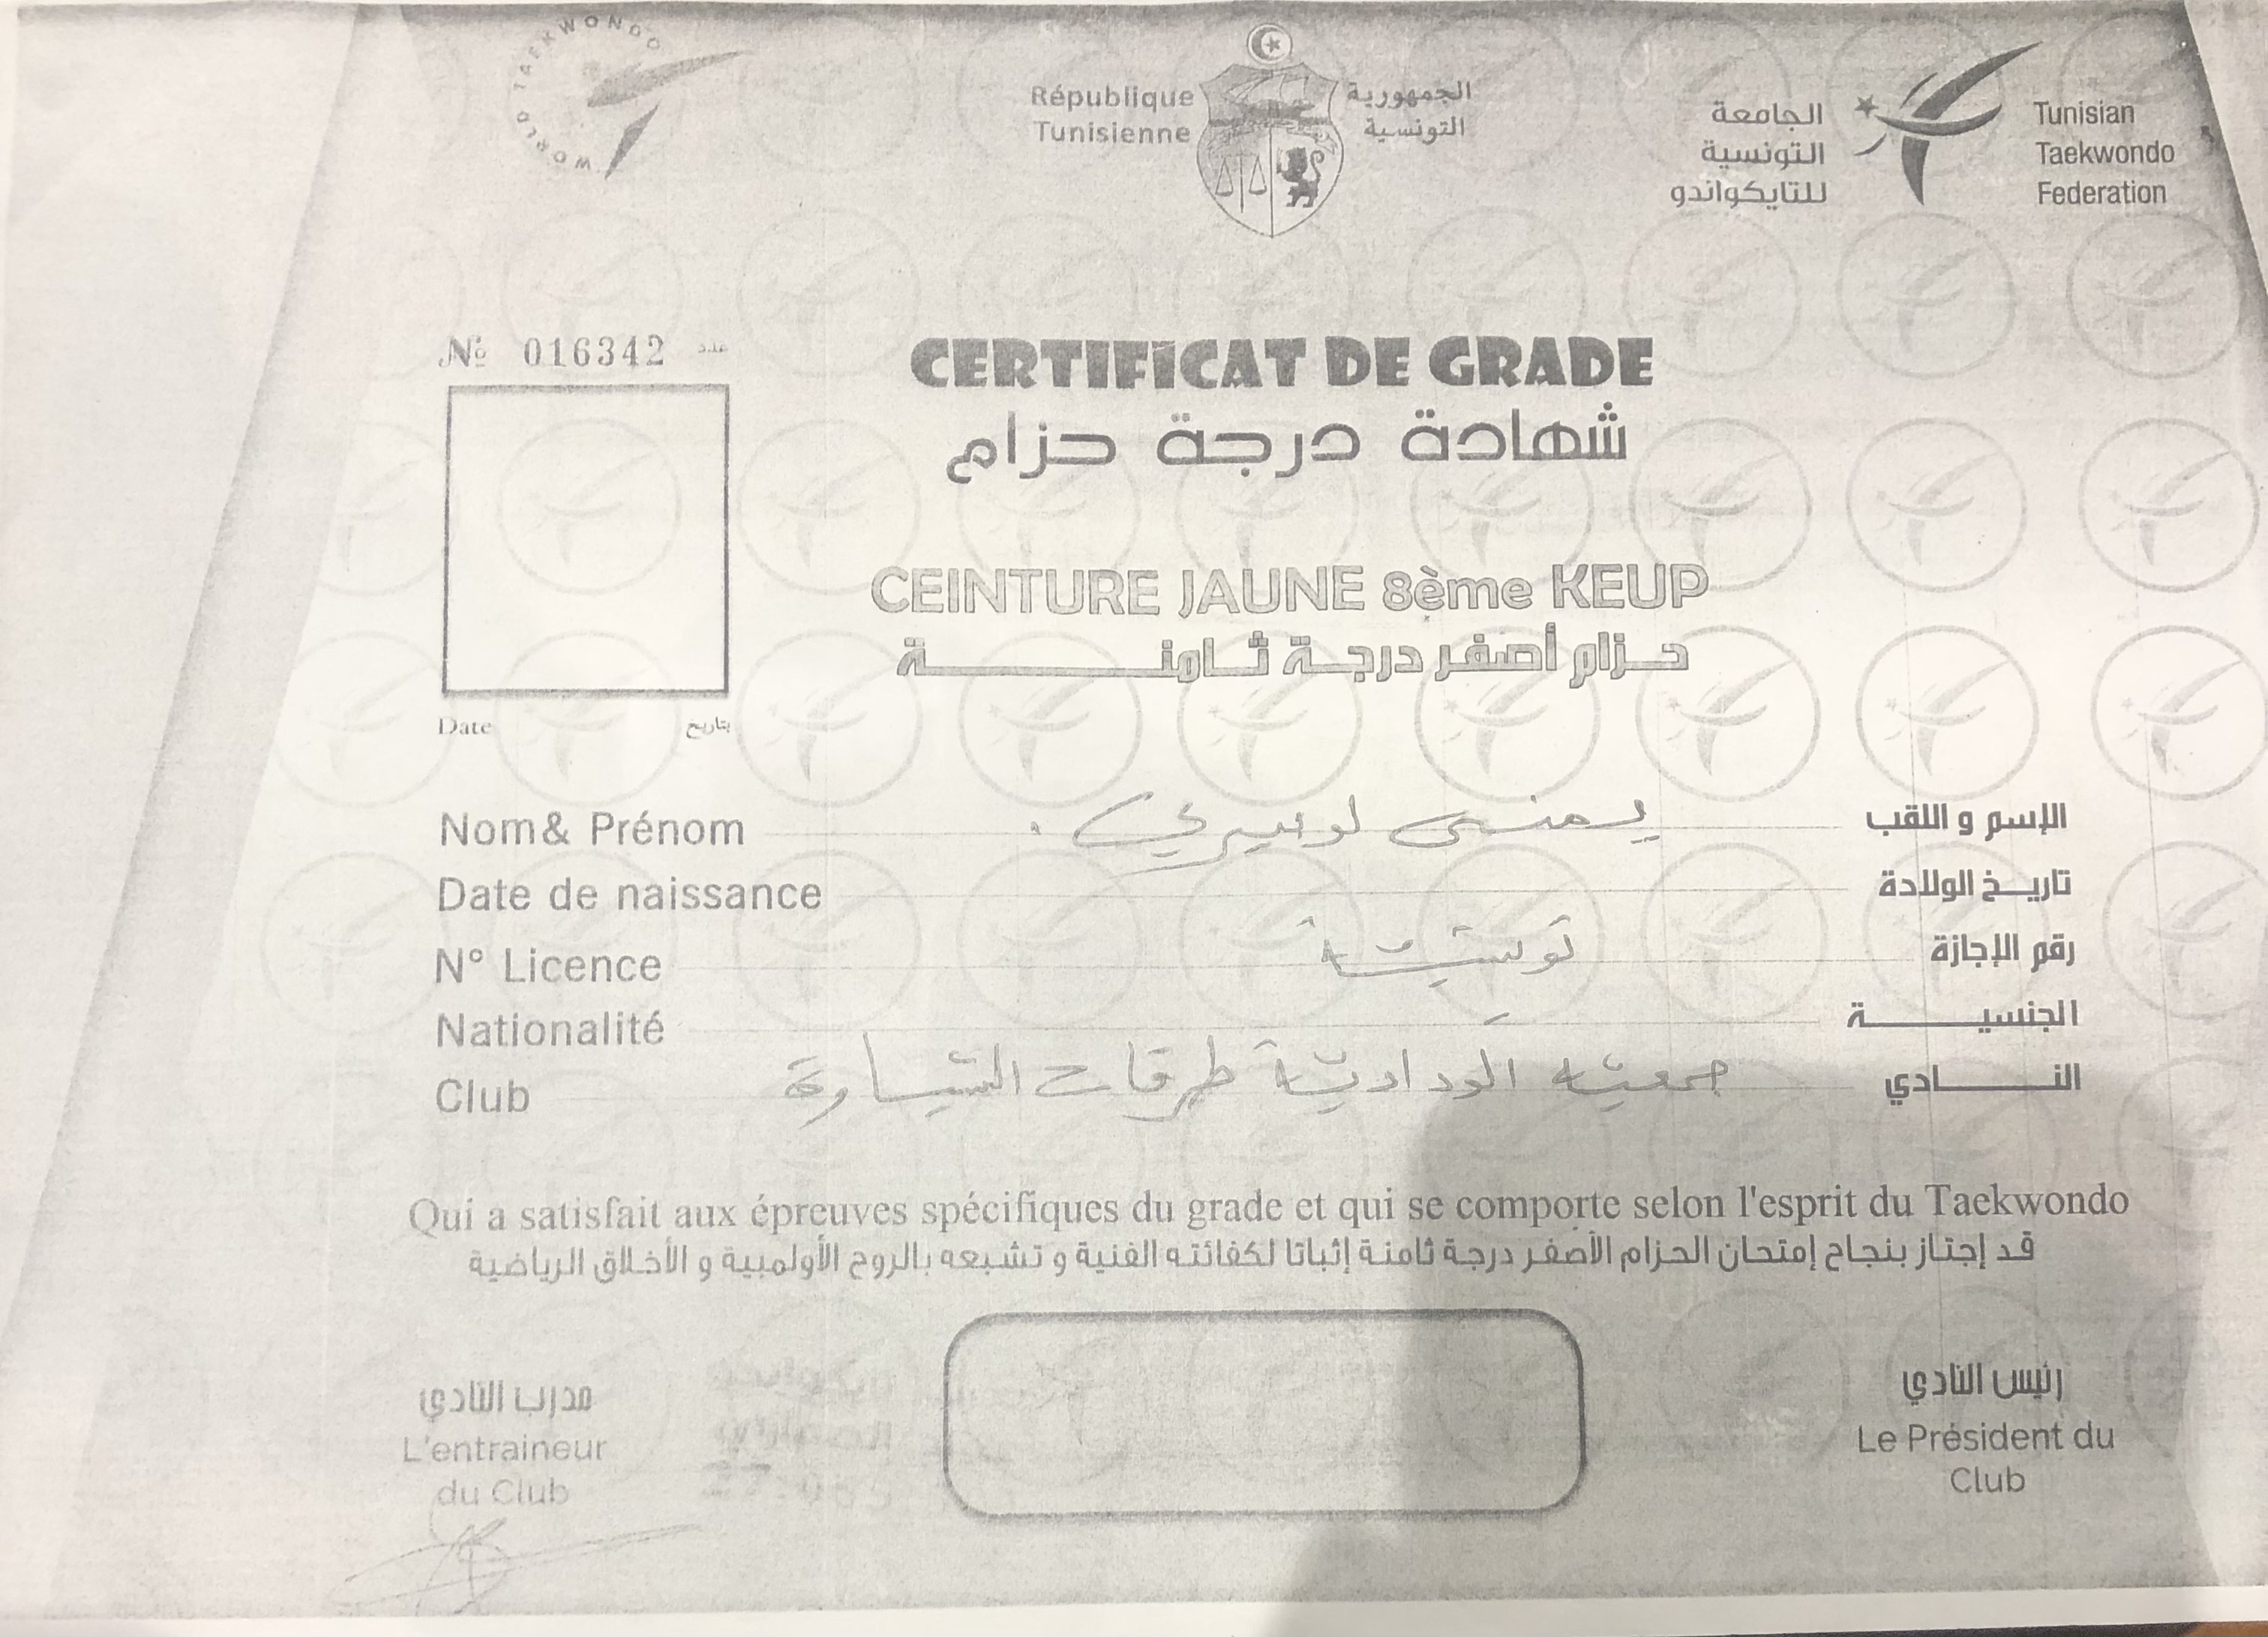 WORLD TAEKWONDO
République
Tunisienne
الجمهورية
التونسية
الجامعة
التونسية
للتايكواندو
Tunisian
Taekwondo
Federation
№ 016342 عدد
CERTIFICAT DE GRADE
شهادة درجة حزام
CEINTURE JAUNE 8ème KEUP
حزام أصفر درجة ثامنة
Date بتاريخ
Nom& Prénom يمنى لوعيري الإسم و اللقب
Date de naissance تاريخ الولادة
N° Licence تونسية رقم الإجازة
Nationalité الجنسية
Club جمعية الودادية طرقات السيارة النادي
Qui a satisfait aux épreuves spécifiques du grade et qui se comporte selon l'esprit du Taekwondo
قد إجتاز بنجاح إمتحان الحزام الأصفر درجة ثامنة إثباتا لكفائته الفنية و تشبعه بالروح الأولمبية و الأخلاق الرياضية
مدرب النادي
L'entraineur
du Club
رئيس النادي
Le Président du
Club